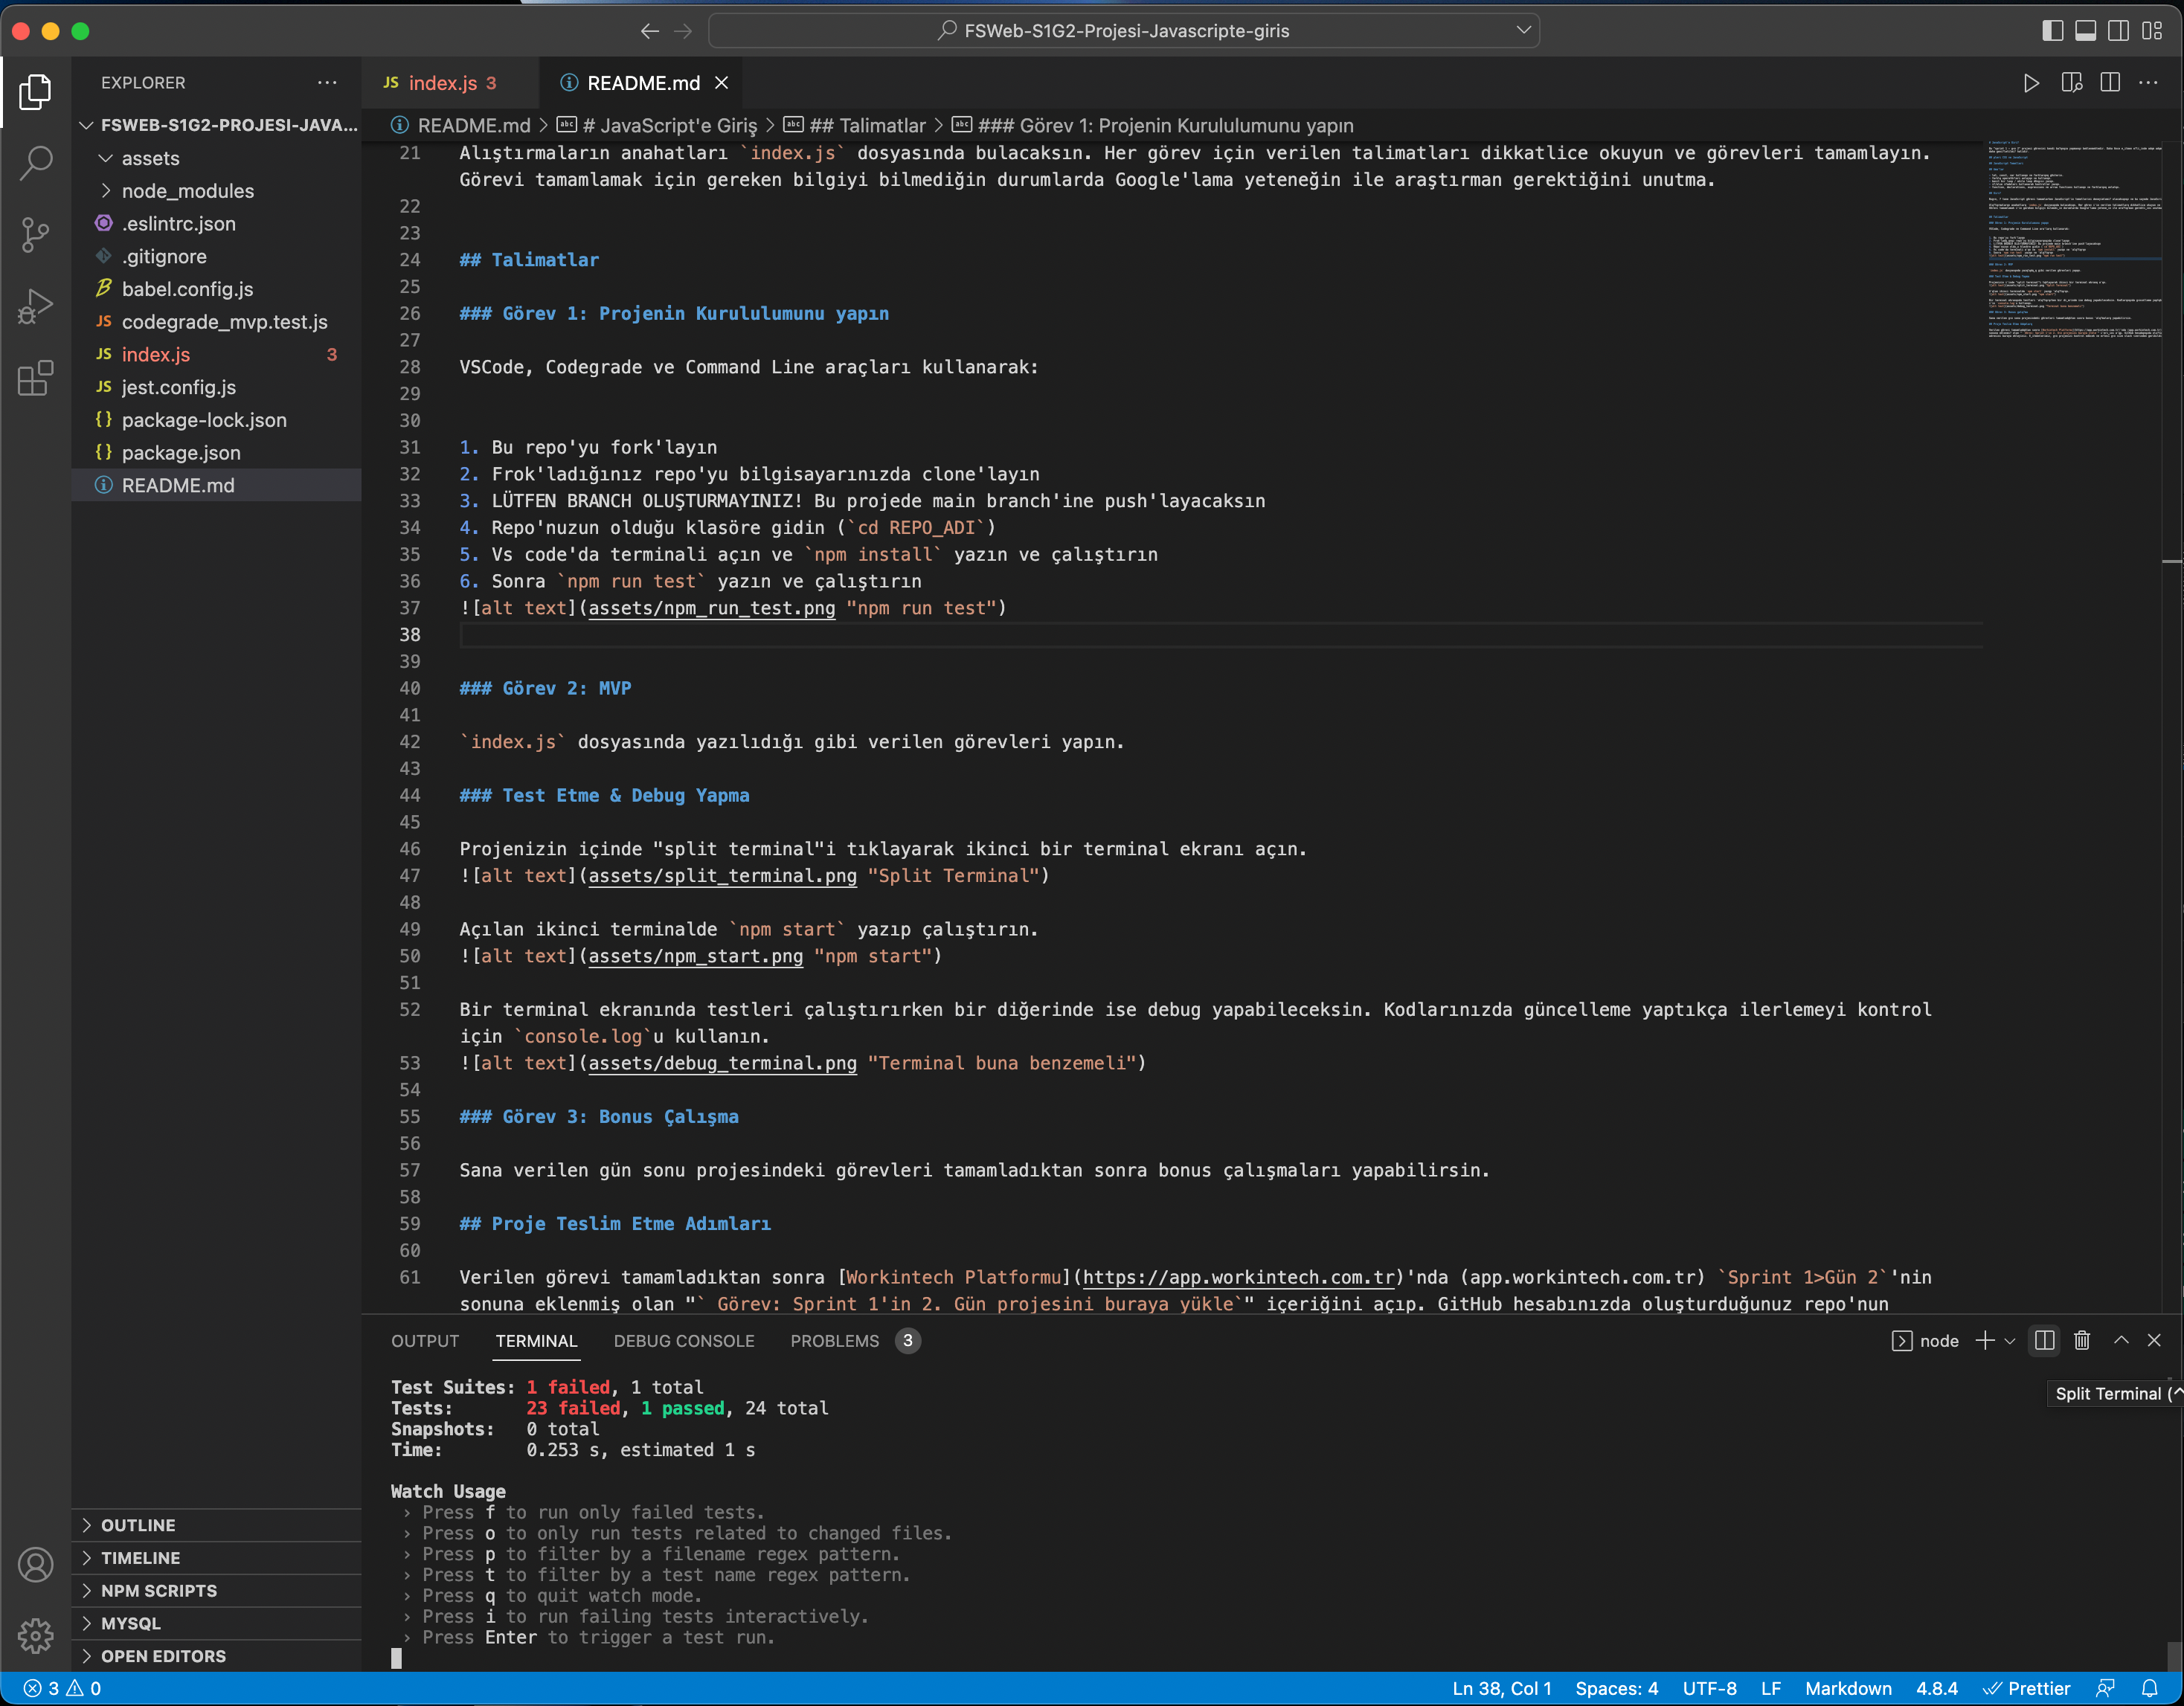 FSWeb-S1G2-Projesi-Javascripte-giris
EXPLORER
FSWEB-S1G2-PROJESI-JAVA...
assets
node_modules
.eslintrc.json
.gitignore
babel.config.js
codegrade_mvp.test.js
index.js 3
jest.config.js
package-lock.json
package.json
README.md
OUTLINE
TIMELINE
NPM SCRIPTS
MYSQL
OPEN EDITORS
JS index.js 3 README.md
README.md > # JavaScript'e Giriş > ## Talimatlar > ### Görev 1: Projenin Kurululumunu yapın
21 Alıştırmaların anahatları `index.js` dosyasında bulacaksın. Her görev için verilen talimatları dikkatlice okuyun ve görevleri tamamlayın.
Görevi tamamlamak için gereken bilgiyi bilmediğin durumlarda Google'lama yeteneğin ile araştırman gerektiğini unutma.
22
23
24 ## Talimatlar
25
26 ### Görev 1: Projenin Kurululumunu yapın
27
28 VSCode, Codegrade ve Command Line araçları kullanarak:
29
30
31 1. Bu repo'yu fork'layın
32 2. Frok'ladığınız repo'yu bilgisayarınızda clone'layın
33 3. LÜTFEN BRANCH OLUŞTURMAYINIZ! Bu projede main branch'ine push'layacaksın
34 4. Repo'nuzun olduğu klasöre gidin (`cd REPO_ADI`)
35 5. Vs code'da terminali açın ve `npm install` yazın ve çalıştırın
36 6. Sonra `npm run test` yazın ve çalıştırın
37 ![alt text](assets/npm_run_test.png "npm run test")
38
39
40 ### Görev 2: MVP
41
42 `index.js` dosyasında yazılıdığı gibi verilen görevleri yapın.
43
44 ### Test Etme & Debug Yapma
45
46 Projenizin içinde "split terminal"i tıklayarak ikinci bir terminal ekranı açın.
47 ![alt text](assets/split_terminal.png "Split Terminal")
48
49 Açılan ikinci terminalde `npm start` yazıp çalıştırın.
50 ![alt text](assets/npm_start.png "npm start")
51
52 Bir terminal ekranında testleri çalıştırırken bir diğerinde ise debug yapabileceksin. Kodlarınızda güncelleme yaptıkça ilerlemeyi kontrol
için `console.log`u kullanın.
53 ![alt text](assets/debug_terminal.png "Terminal buna benzemeli")
54
55 ### Görev 3: Bonus Çalışma
56
57 Sana verilen gün sonu projesindeki görevleri tamamladıktan sonra bonus çalışmaları yapabilirsin.
58
59 ## Proje Teslim Etme Adımları
60
61 Verilen görevi tamamladıktan sonra [Workintech Platformu](https://app.workintech.com.tr)'nda (app.workintech.com.tr) `Sprint 1>Gün 2`'nin
sonuna eklenmiş olan "` Görev: Sprint 1'in 2. Gün projesini buraya yükle`" içeriğini açıp. GitHub hesabınızda oluşturduğunuz repo'nun
OUTPUT TERMINAL DEBUG CONSOLE PROBLEMS 3 node
Split Terminal (^
Test Suites: 1 failed, 1 total
Tests: 23 failed, 1 passed, 24 total
Snapshots: 0 total
Time: 0.253 s, estimated 1 s
Watch Usage
› Press f to run only failed tests.
› Press o to only run tests related to changed files.
› Press p to filter by a filename regex pattern.
› Press t to filter by a test name regex pattern.
› Press q to quit watch mode.
› Press i to run failing tests interactively.
› Press Enter to trigger a test run.
3 0 Ln 38, Col 1 Spaces: 4 UTF-8 LF Markdown 4.8.4 Prettier